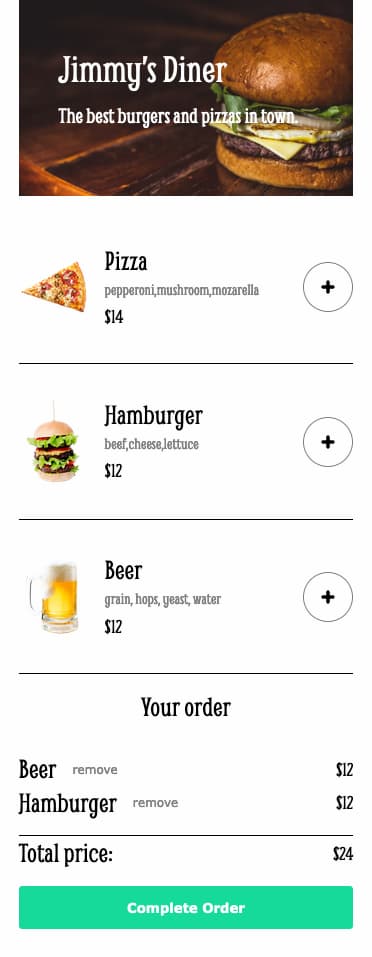 Jimmy's Diner
The best burgers and pizzas in town.
Pizza
pepperoni,mushroom,mozarella
$14
Hamburger
beef,cheese,lettuce
$12
Beer
grain, hops, yeast, water
$12
Your order
Beer remove $12
Hamburger remove $12
Total price: $24
Complete Order